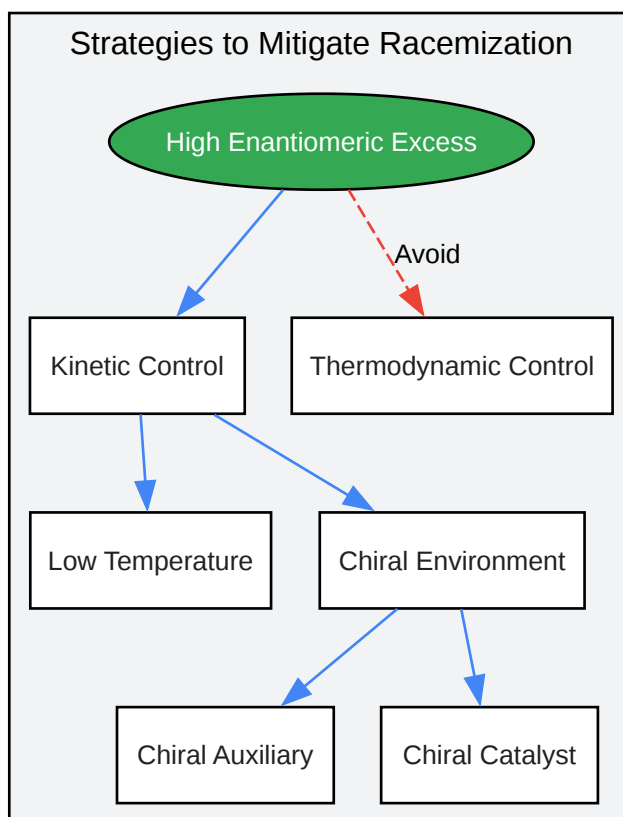 Strategies to Mitigate Racemization
High Enantiomeric Excess
Avoid
Kinetic Control
Thermodynamic Control
Low Temperature
Chiral Environment
Chiral Auxiliary
Chiral Catalyst